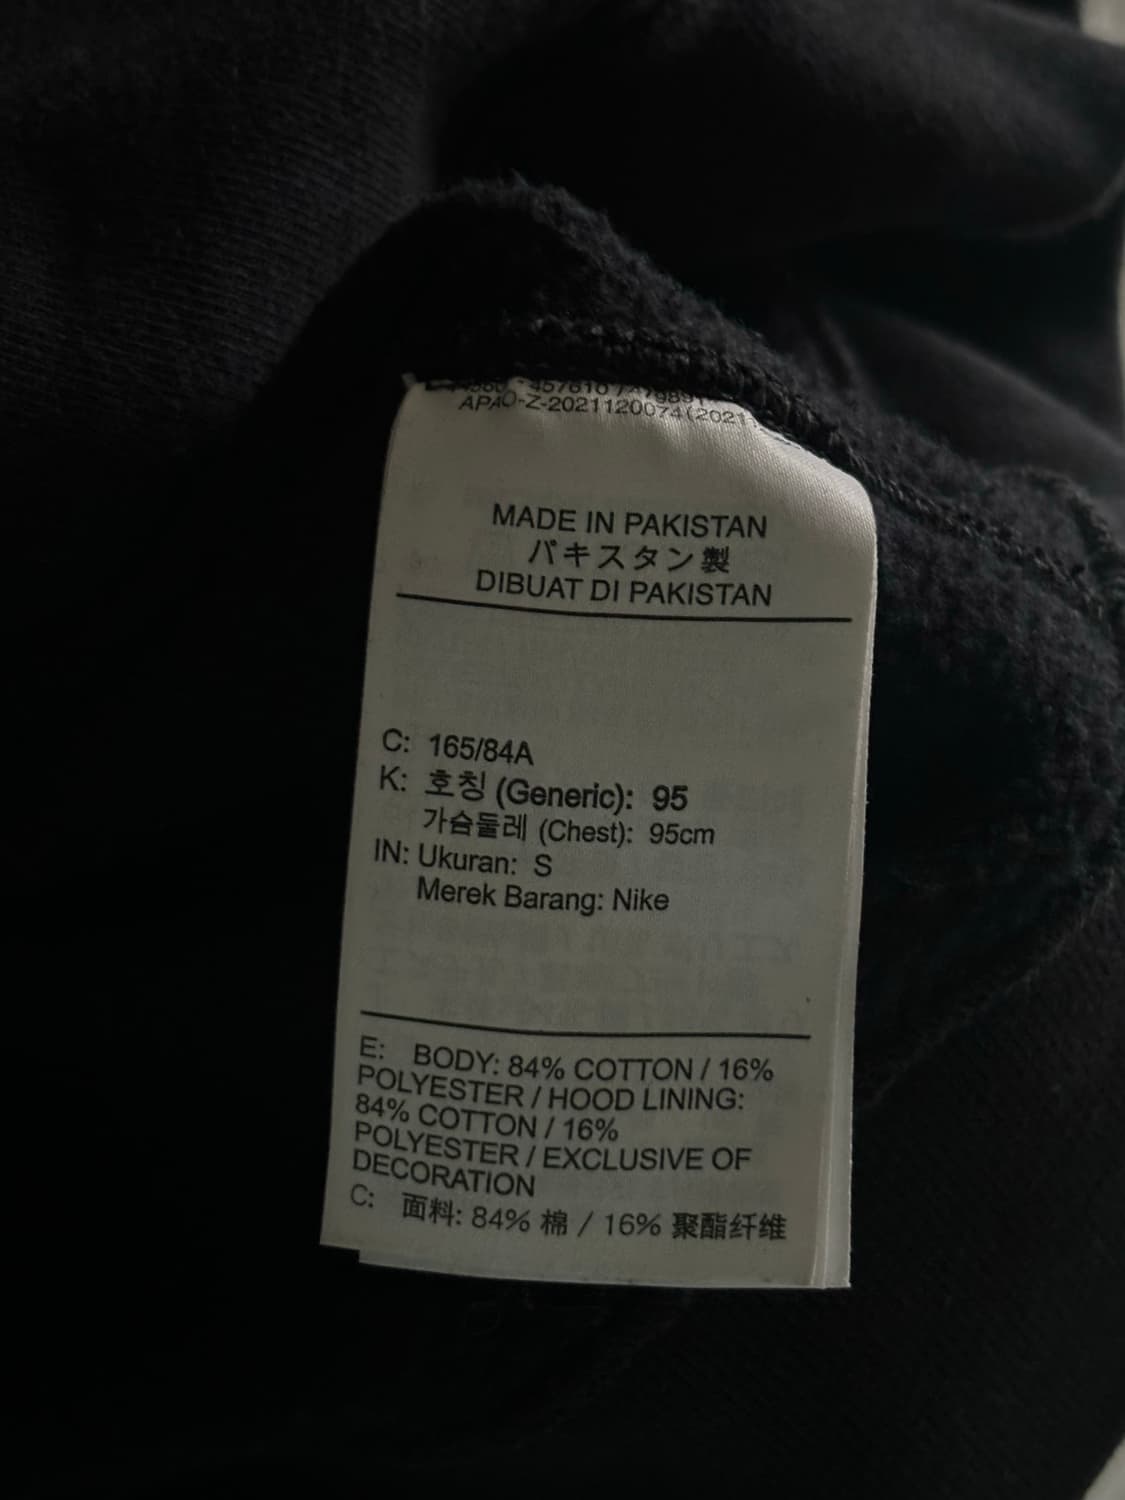 APAO-Z-2021120074(2021
MADE IN PAKISTAN
パキスタン製
DIBUAT DI PAKISTAN
C: 165/84A
K: 호칭 (Generic): 95
가슴둘레 (Chest): 95cm
IN: Ukuran: S
Merek Barang: Nike
E: BODY: 84% COTTON / 16%
POLYESTER / HOOD LINING:
84% COTTON / 16%
POLYESTER / EXCLUSIVE OF
DECORATION
C: 面料: 84% 棉 / 16% 聚酯纤维